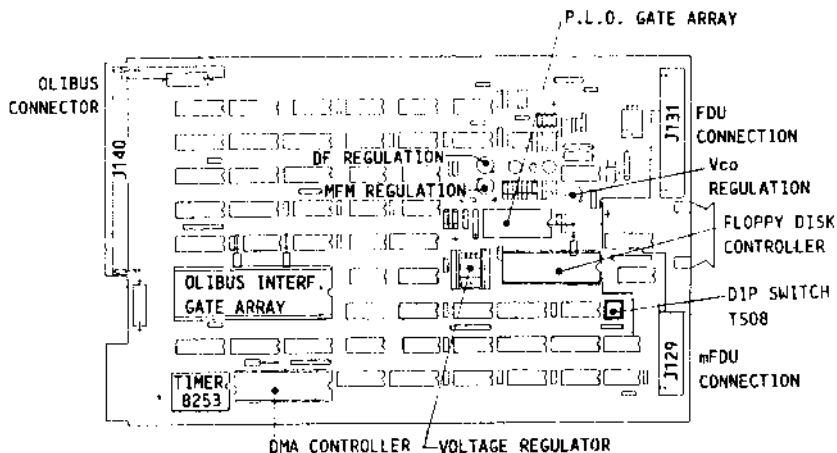 P.L.O. GATE ARRAY
OLIBUS
CONNECTOR
J140
J131
FDU
CONNECTION
DF REGULATION
MFM REGULATION
Vco
REGULATION
FLOPPY DISK
CONTROLLER
OLIBUS INTERF.
GATE ARRAY
DIP SWITCH
T508
J129
mFDU
CONNECTION
TIMER
8253
DMA CONTROLLER
VOLTAGE REGULATOR